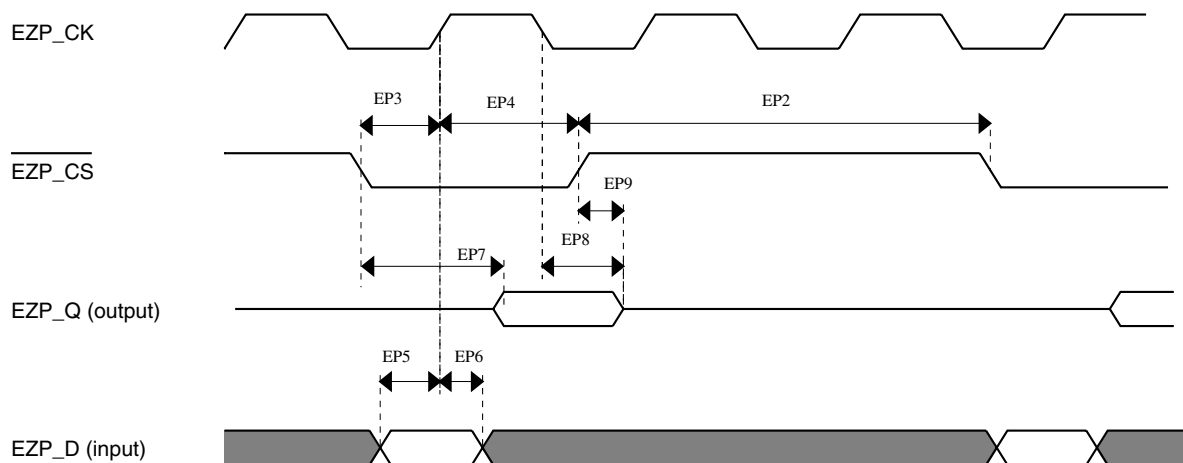 EZP_CK
EP3
EP4
EP2
EZP_CS
EP9
EP8
EP7
EZP_Q (output)
EP5
EP6
EZP_D (input)